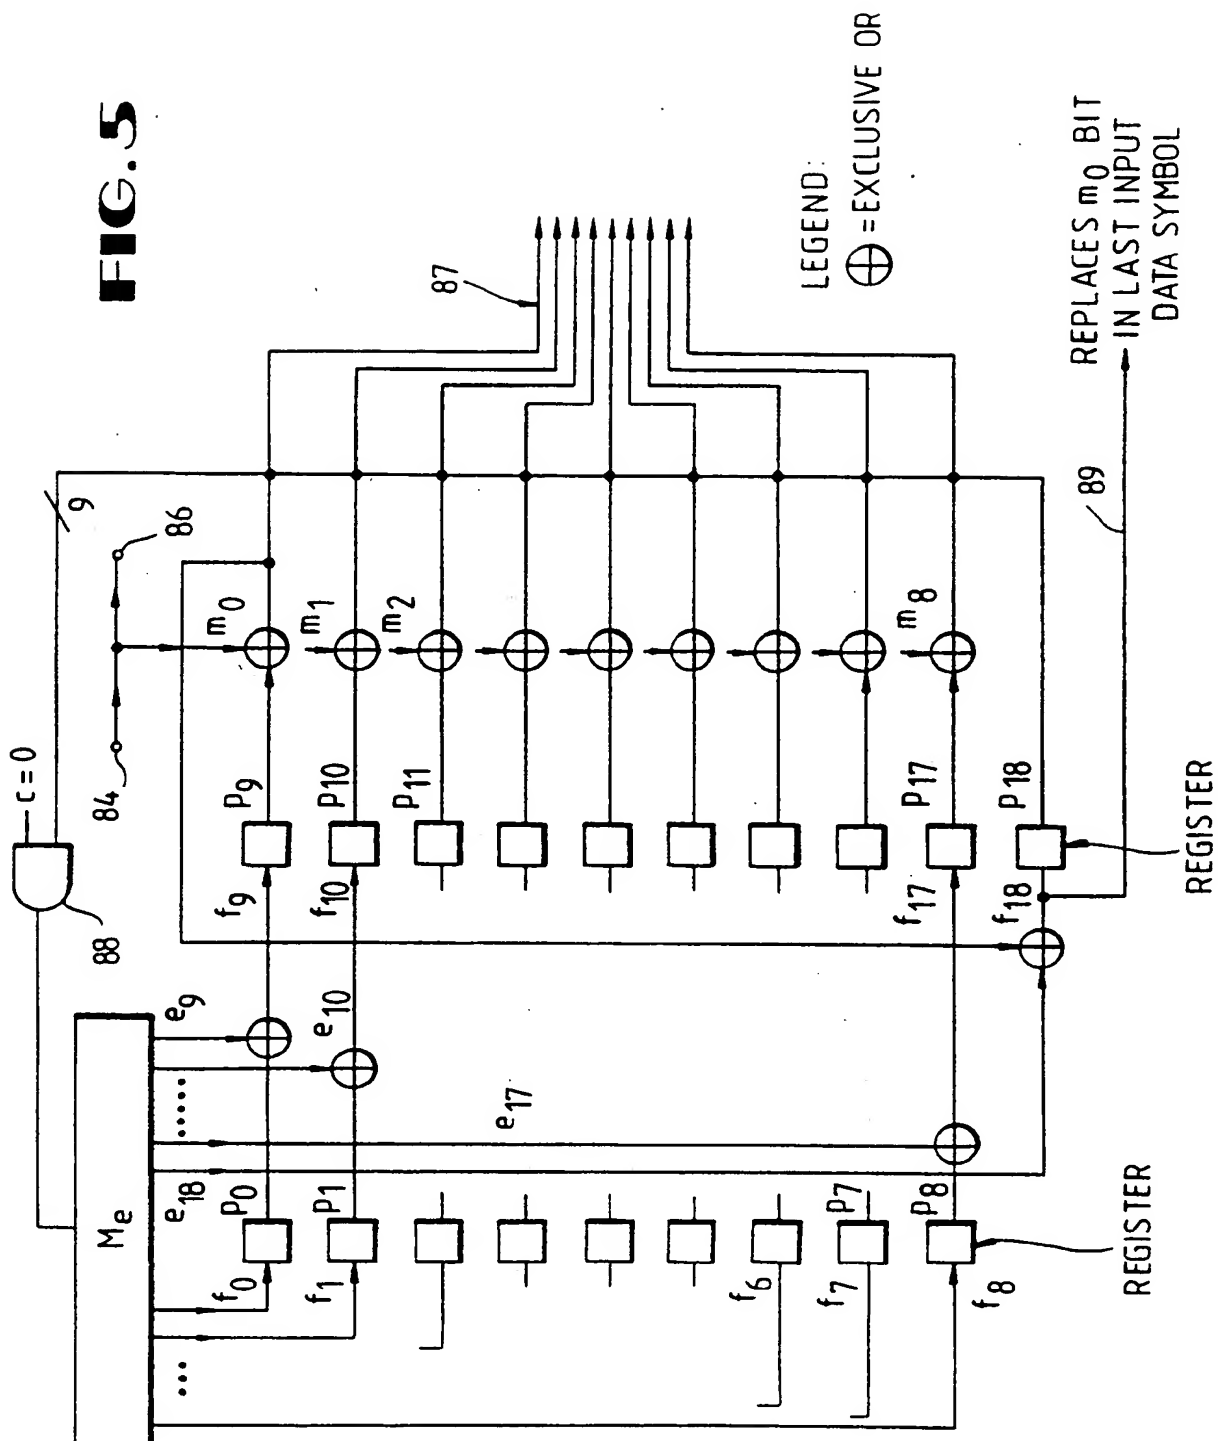 FIG.5
c=0
88
84
86
9
Me
e9
e10
e17
e18
m0
m1
m2
m8
87
f0
P0
f9
P9
f1
P1
f10
P10
P11
f6
f7
P7
f8
P8
f17
P17
f18
P18
REGISTER
REGISTER
89
LEGEND:
⊕ = EXCLUSIVE OR
REPLACES m0 BIT
IN LAST INPUT
DATA SYMBOL